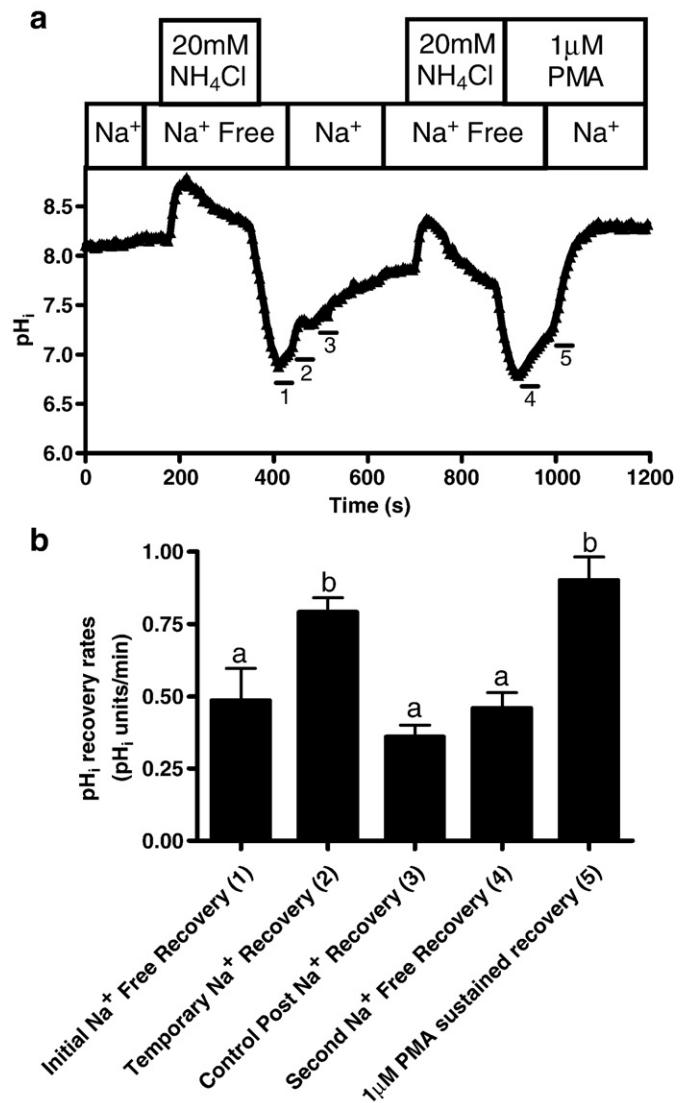 a
20mM 20mM 1μM
NH₄Cl NH₄Cl PMA
Na⁺ Na⁺ Free Na⁺ Na⁺ Free Na⁺
8.5
8.0
7.5
7.0
6.5
6.0
pHᵢ
1
2
3
4
5
0 200 400 600 800 1000 1200
Time (s)
b
1.00
0.75
0.50
0.25
0.00
pHᵢ recovery rates
(pHᵢ units/min)
a
b
a
a
b
Initial Na⁺ Free Recovery (1)
Temporary Na⁺ Recovery (2)
Control Post Na⁺ Recovery (3)
Second Na⁺ Free Recovery (4)
1μM PMA sustained recovery (5)